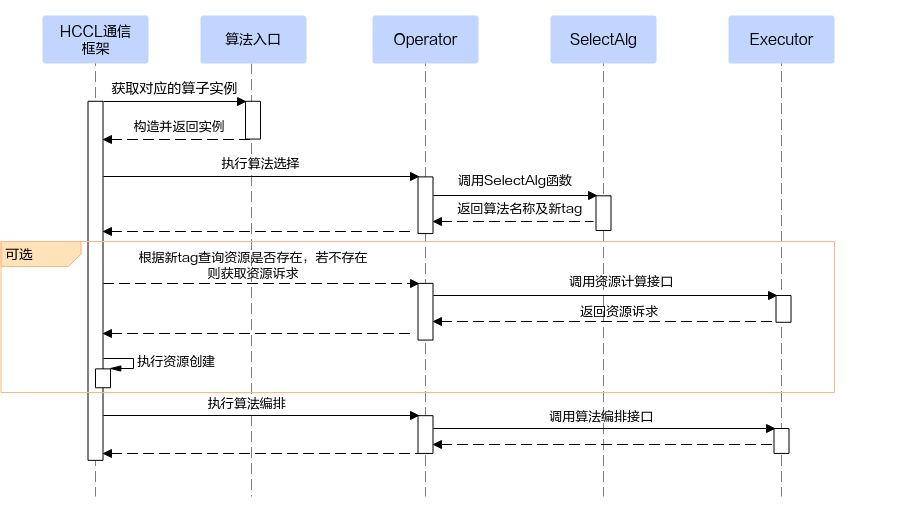 HCCL通信
框架
算法入口
Operator
SelectAlg
Executor
获取对应的算子实例
构造并返回实例
执行算法选择
调用SelectAlg函数
返回算法名称及新tag
可选
根据新tag查询资源是否存在，若不存在
则获取资源诉求
调用资源计算接口
返回资源诉求
执行资源创建
执行算法编排
调用算法编排接口